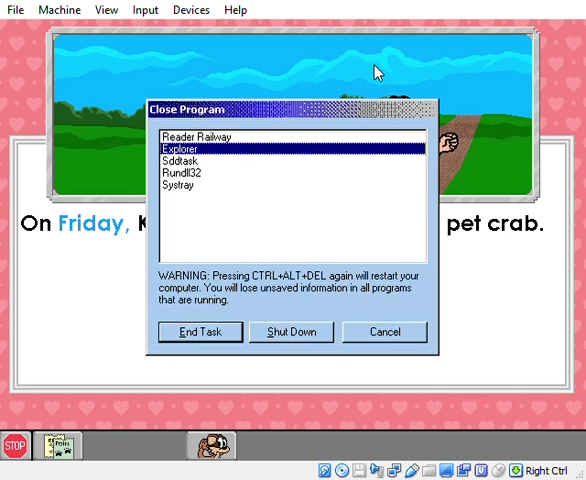 File Machine View Input Devices Help
Close Program
Reader Railway
Explorer
Sddtask
Rundll32
Systray
On Friday, K pet crab.
WARNING: Pressing CTRL+ALT+DEL again will restart your
computer. You will lose unsaved information in all programs
that are running.
End Task Shut Down Cancel
STOP
Pairs
Right Ctrl